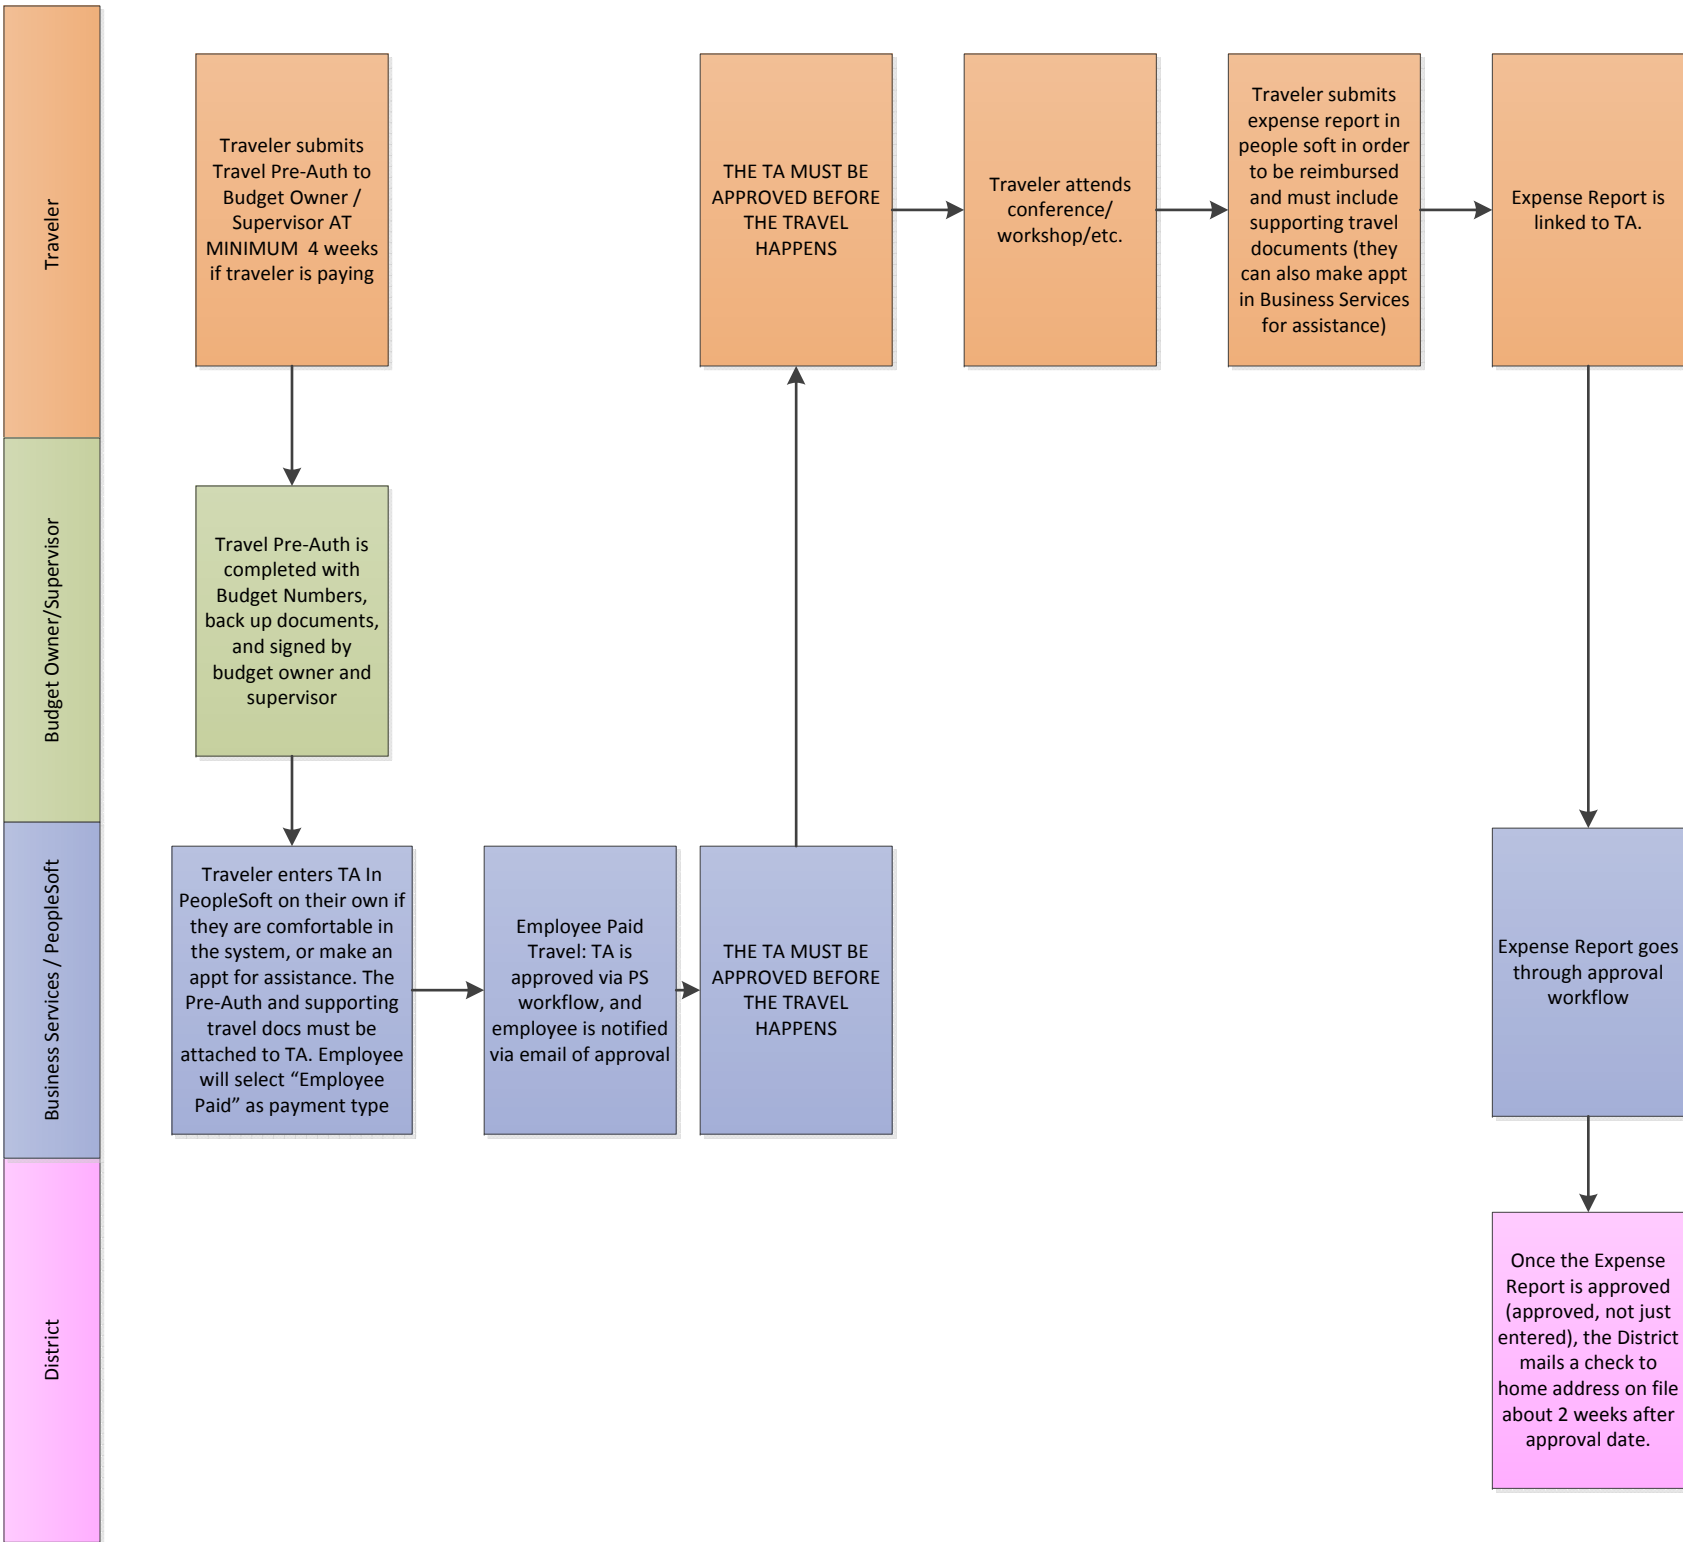 Traveler
Traveler submits
Travel Pre-Auth to
Budget Owner /
Supervisor AT
MINIMUM  4 weeks
if traveler is paying
THE TA MUST BE
APPROVED BEFORE
THE TRAVEL
HAPPENS
Traveler attends
conference/
workshop/etc.
Traveler submits
expense report in
people soft in order
to be reimbursed
and must include
supporting travel
documents (they
can also make appt
in Business Services
for assistance)
Expense Report is
linked to TA.
Budget Owner/Supervisor
Travel Pre-Auth is
completed with
Budget Numbers,
back up documents,
and signed by
budget owner and
supervisor
Business Services / PeopleSoft
Traveler enters TA In
PeopleSoft on their own if
they are comfortable in
the system, or make an
appt for assistance. The
Pre-Auth and supporting
travel docs must be
attached to TA. Employee
will select “Employee
Paid” as payment type
Employee Paid
Travel: TA is
approved via PS
workflow, and
employee is notified
via email of approval
THE TA MUST BE
APPROVED BEFORE
THE TRAVEL
HAPPENS
Expense Report goes
through approval
workflow
District
Once the Expense
Report is approved
(approved, not just
entered), the District
mails a check to
home address on file
about 2 weeks after
approval date.